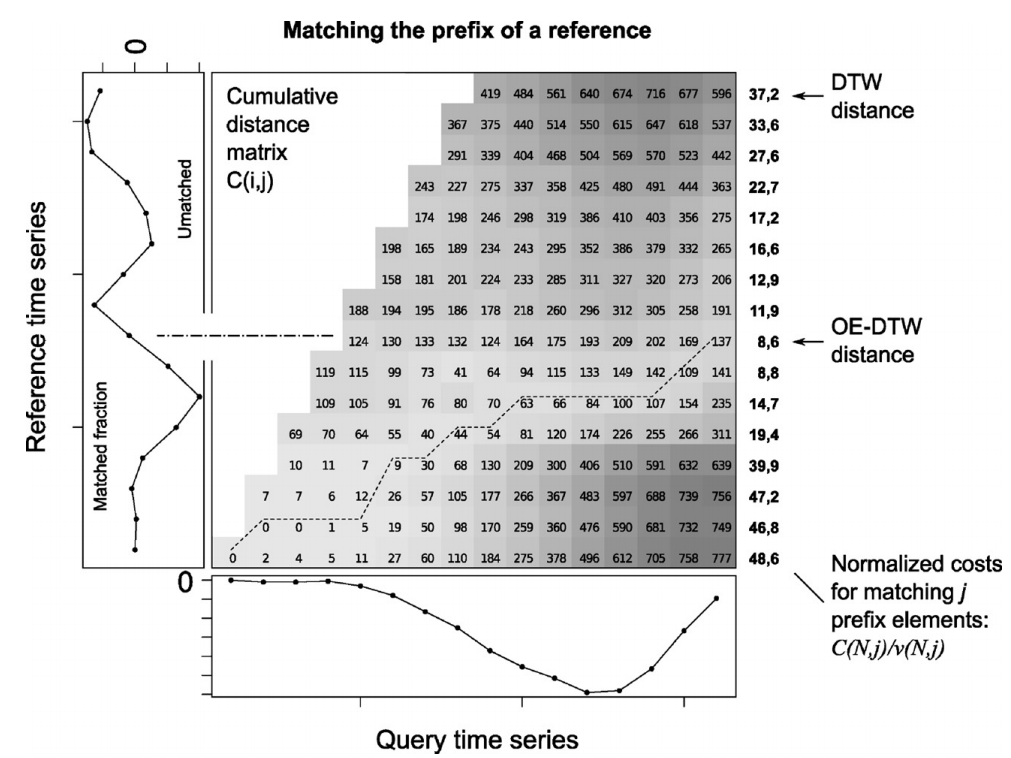 Matching the prefix of a reference
0
Cumulative
distance
matrix
C(i,j)
Reference time series
Umatched
Matched fraction
419 484 561 640 674 716 677 596 37,2
367 375 440 514 550 615 647 618 537 33,6
291 339 404 468 504 569 570 523 442 27,6
243 227 275 337 358 425 480 491 444 363 22,7
174 198 246 298 319 386 410 403 356 275 17,2
198 165 189 234 243 295 352 386 379 332 265 16,6
158 181 201 224 233 285 311 327 320 273 206 12,9
188 194 195 186 178 218 260 296 312 305 258 191 11,9
124 130 133 132 124 164 175 193 209 202 169 137 8,6
119 115 99 73 41 64 94 115 133 149 142 109 141 8,8
109 105 91 76 80 70 63 66 84 100 107 154 235 14,7
69 70 64 55 40 44 54 81 120 174 226 255 266 311 19,4
10 11 7 9 30 68 130 209 300 406 510 591 632 639 39,9
7 7 6 12 26 57 105 177 266 367 483 597 688 739 756 47,2
0 0 1 5 19 50 98 170 259 360 476 590 681 732 749 46,8
0 2 4 5 11 27 60 110 184 275 378 496 612 705 758 777 48,6
DTW
distance
OE-DTW
distance
Normalized costs
for matching j
prefix elements:
C(N,j)/v(N,j)
0
Query time series